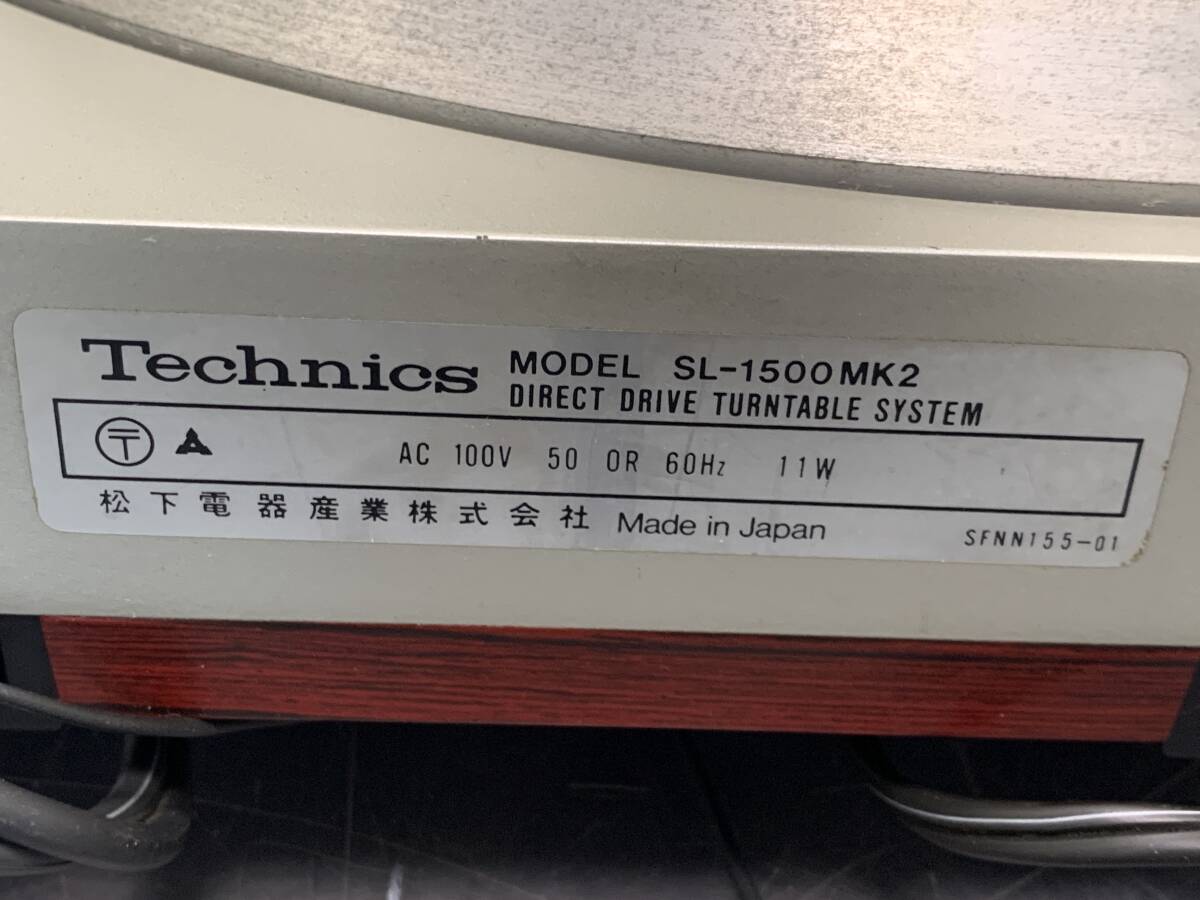 Technics MODEL SL-1500MK2
DIRECT DRIVE TURNTABLE SYSTEM
〒 AC 100V 50 OR 60Hz 11W
松下電器産業株式会社 Made in Japan
SFNN155-01